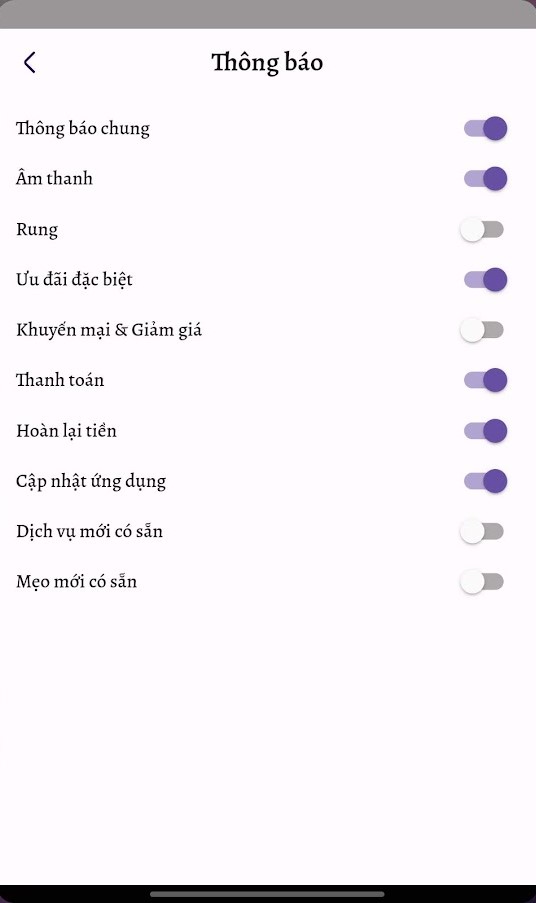 Thông báo
Thông báo chung
Âm thanh
Rung
Ưu đãi đặc biệt
Khuyến mại & Giảm giá
Thanh toán
Hoàn lại tiền
Cập nhật ứng dụng
Dịch vụ mới có sẵn
Mẹo mới có sẵn